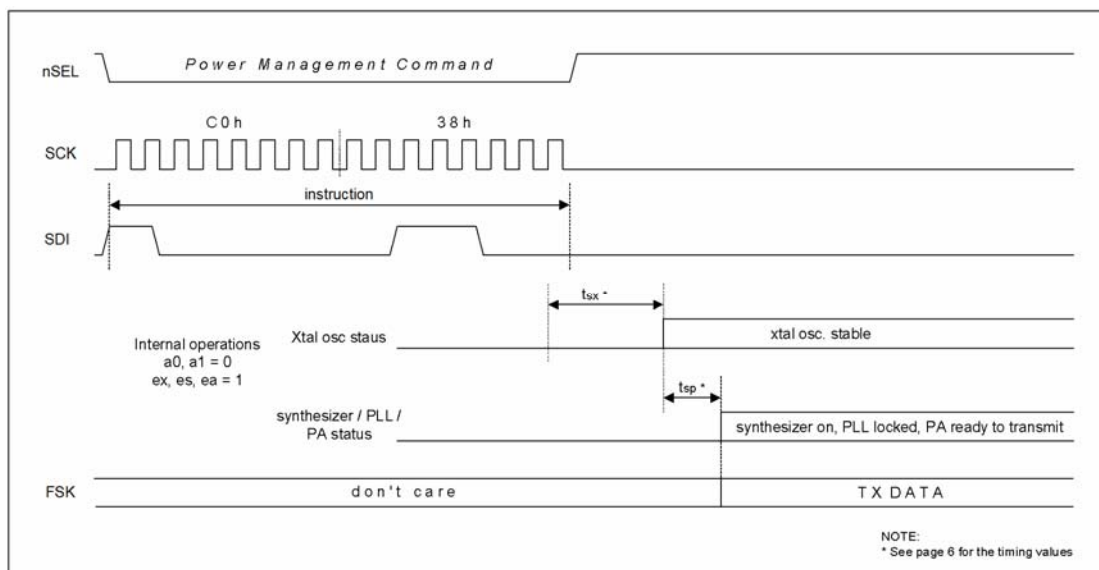 nSEL
Power Management Command
C0h
38h
SCK
instruction
SDI
tsx *
Xtal osc staus
xtal osc. stable
Internal operations
a0, a1 = 0
ex, es, ea = 1
tsp *
synthesizer / PLL /
PA status
synthesizer on, PLL locked, PA ready to transmit
FSK
don't care
TX DATA
NOTE:
* See page 6 for the timing values